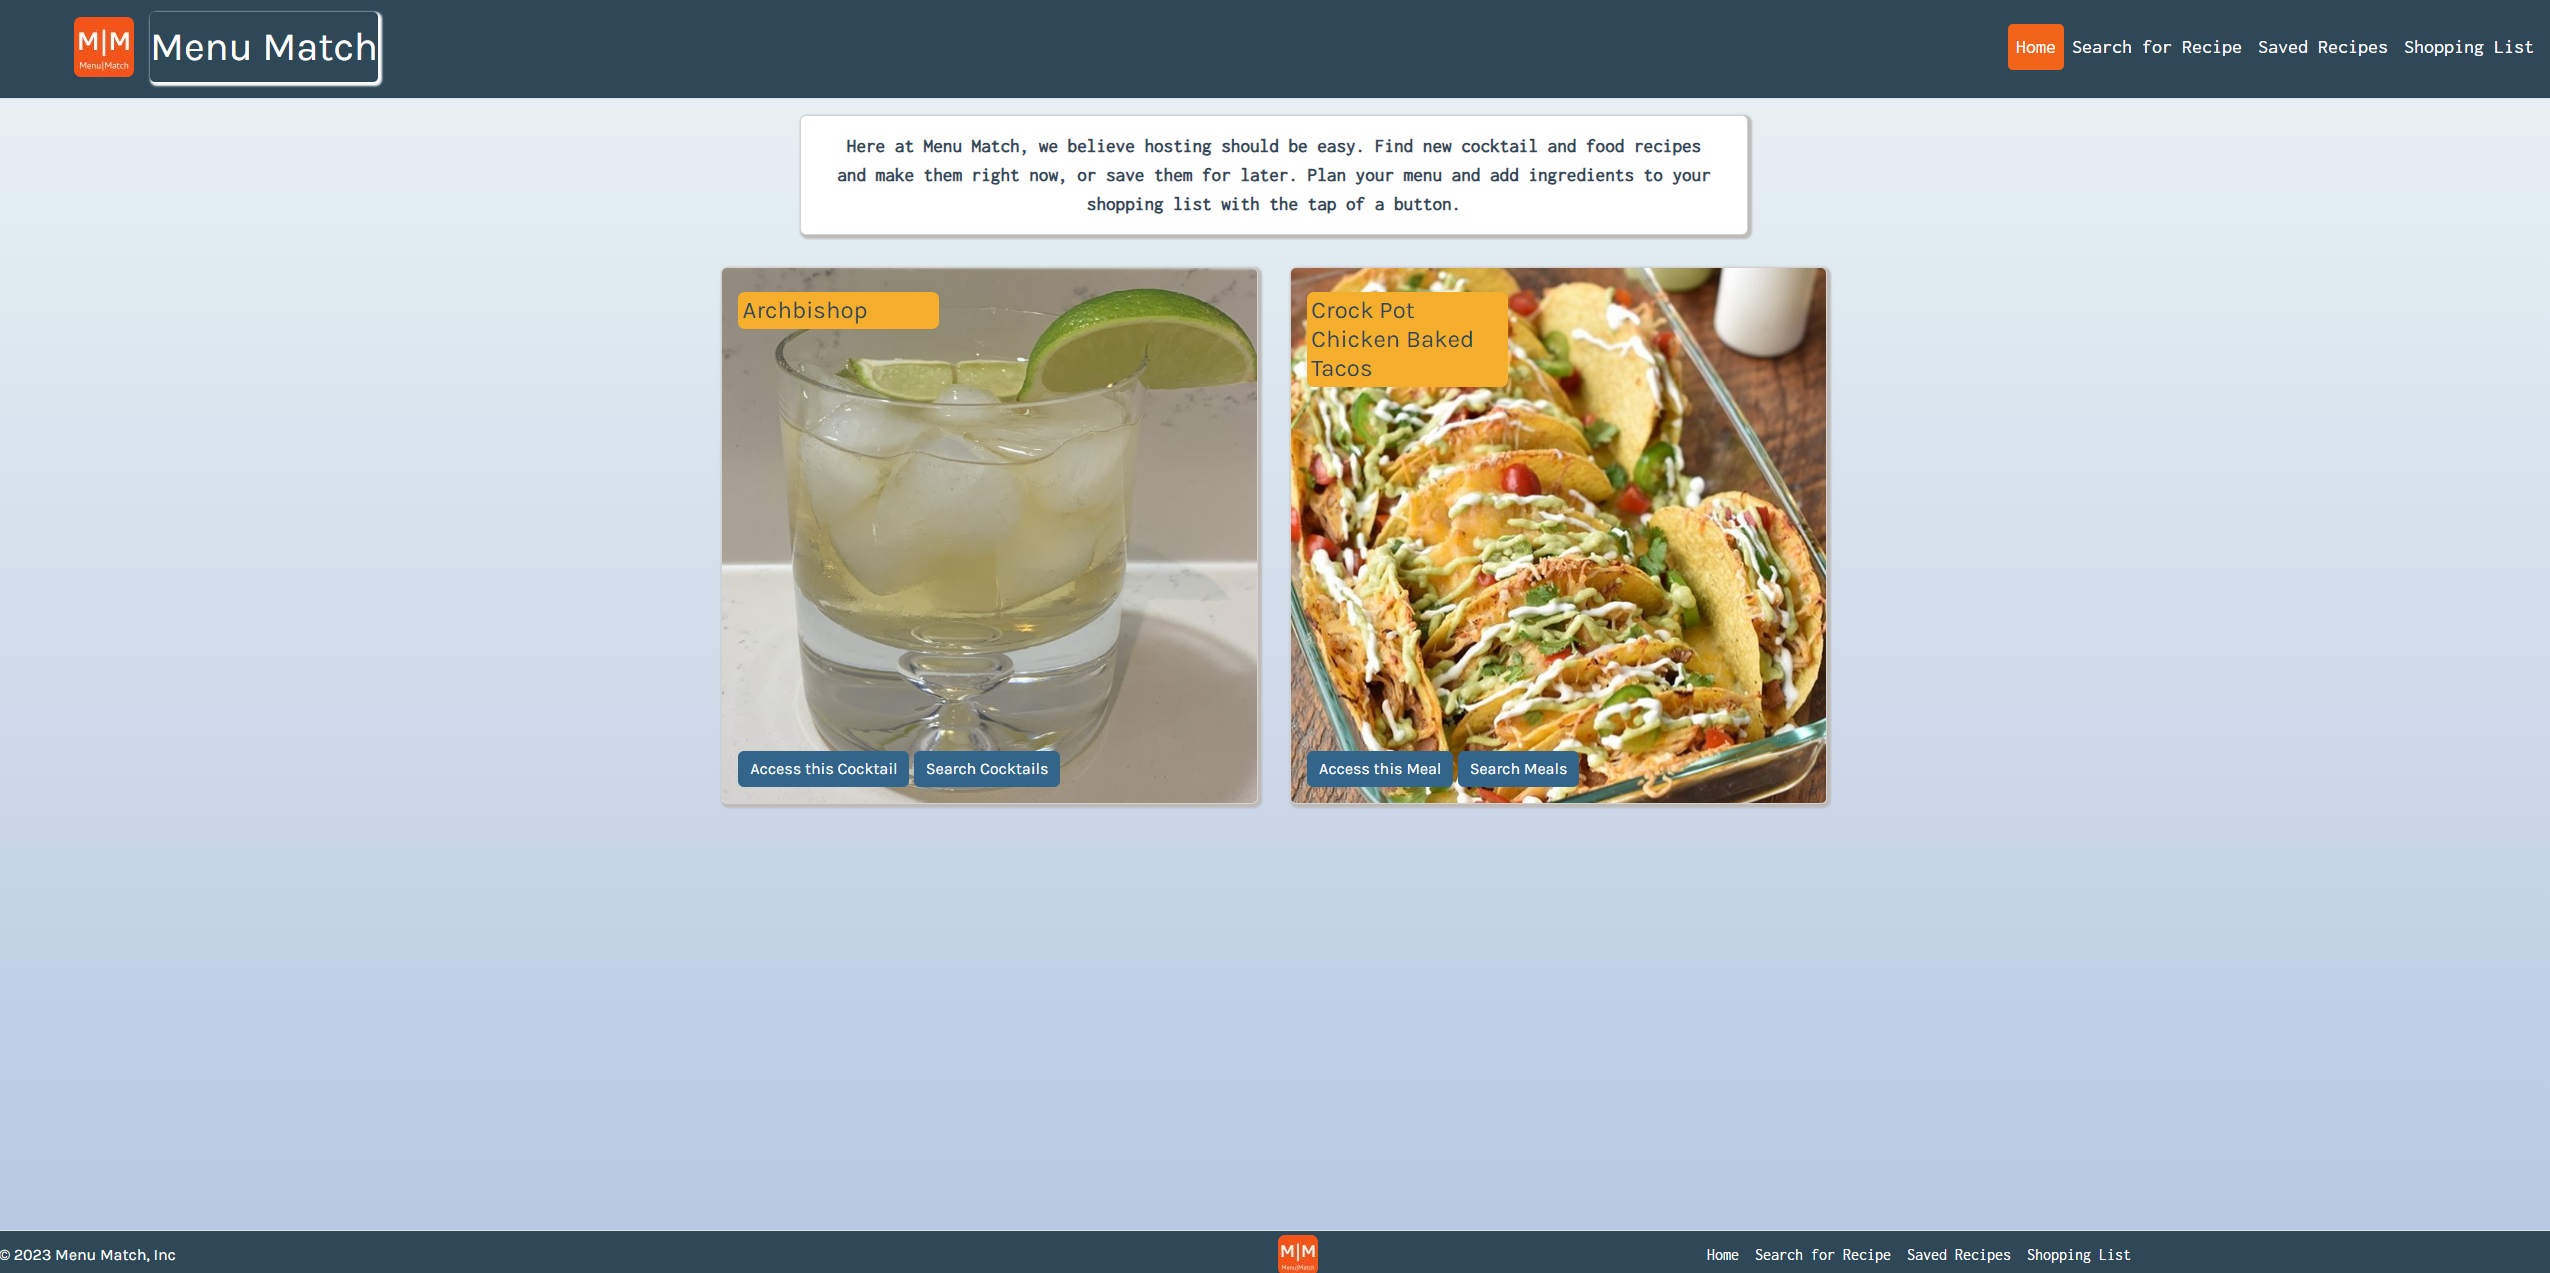 M|M
Menu|Match
Menu Match
Home
Search for Recipe
Saved Recipes
Shopping List
Here at Menu Match, we believe hosting should be easy. Find new cocktail and food recipes
and make them right now, or save them for later. Plan your menu and add ingredients to your
shopping list with the tap of a button.
Archbishop
Access this Cocktail
Search Cocktails
Crock Pot
Chicken Baked
Tacos
Access this Meal
Search Meals
© 2023 Menu Match, Inc
M|M
Menu|Match
Home
Search for Recipe
Saved Recipes
Shopping List